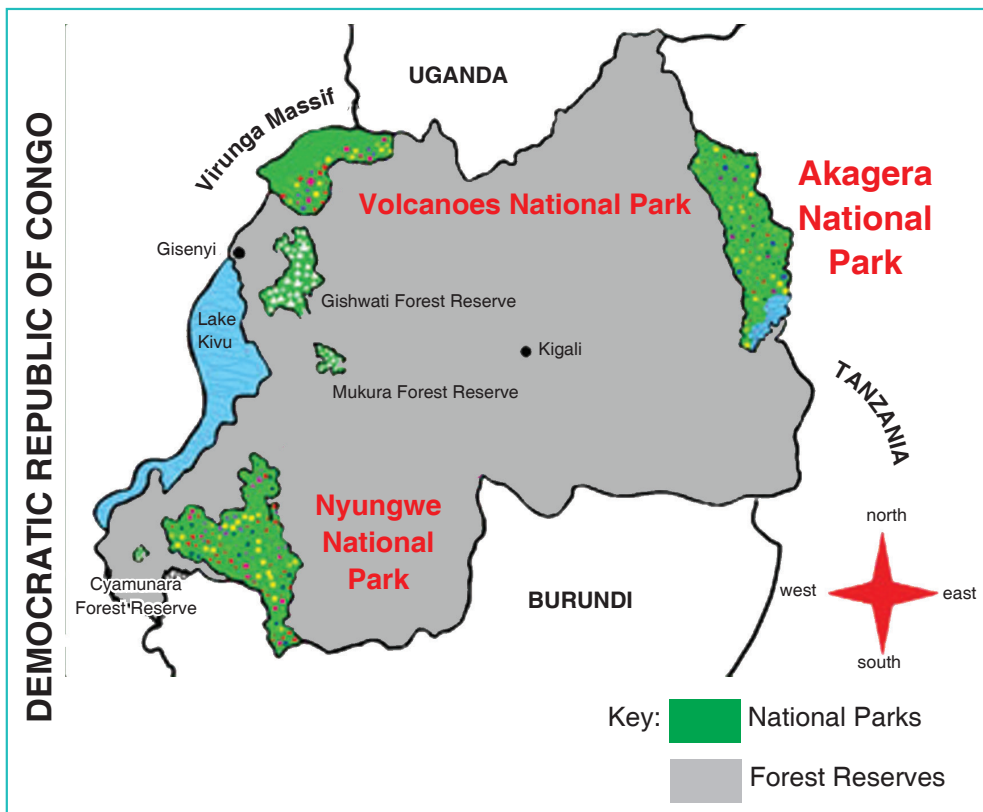 DEMOCRATIC REPUBLIC OF CONGO
UGANDA
Virunga Massif
Volcanoes National Park
Akagera
National
Park
Gisenyi
Gishwati Forest Reserve
Lake
Kivu
Kigali
Mukura Forest Reserve
TANZANIA
Nyungwe
National
Park
Cyamunara
Forest Reserve
BURUNDI
north
west
east
south
Key:
National Parks
Forest Reserves